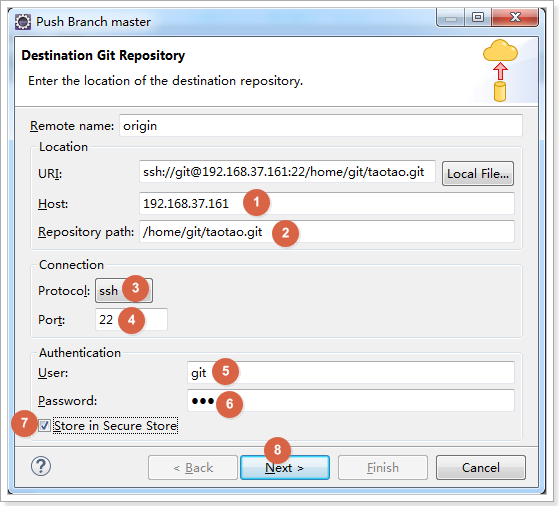 Push Branch master
Destination Git Repository
Enter the location of the destination repository.
Remote name: origin
Location
URI: ssh://git@192.168.37.161:22/home/git/taotao.git Local File...
Host: 192.168.37.161 1
Repository path: /home/git/taotao.git 2
Connection
Protocol: ssh 3
Port: 22 4
Authentication
User: git 5
Password: ●●● 6
7 Store in Secure Store
8
? < Back Next > Finish Cancel